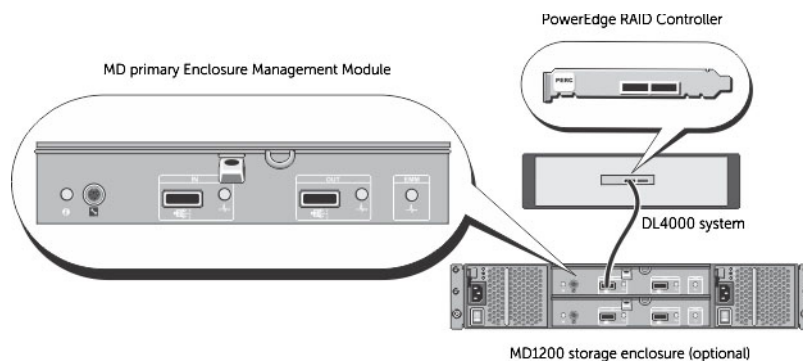 PowerEdge RAID Controller
MD primary Enclosure Management Module
PERC
IN
OUT
EMM
DL4000 system
MD1200 storage enclosure (optional)